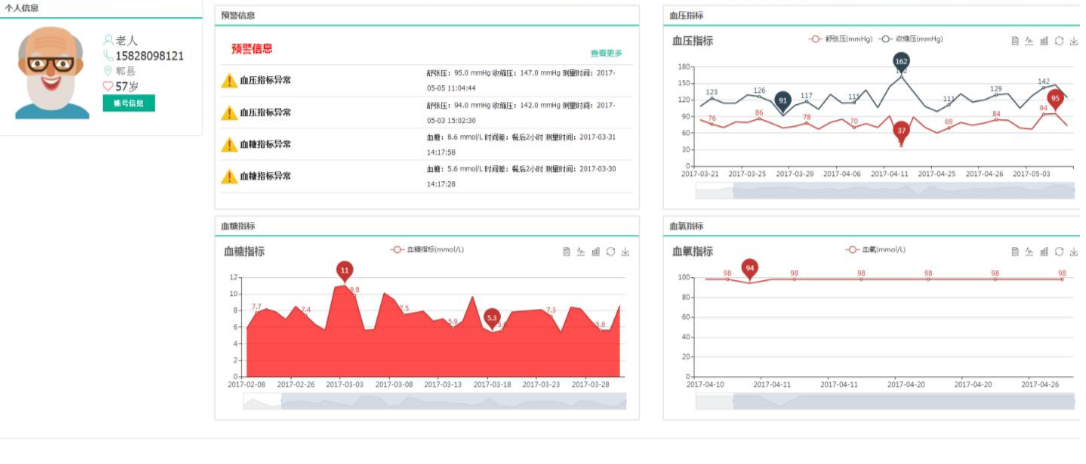 个人信息
老人
15828098121
郫县
57岁
账号信息
预警信息
预警信息
查看更多
血压指标异常
舒张压：95.0 mmHg 收缩压：147.0 mmHg 测量时间：2017-
05-05 11:04:44
血压指标异常
舒张压：94.0 mmHg 收缩压：142.0 mmHg 测量时间：2017-
05-03 15:02:30
血糖指标异常
血糖：8.6 mmol/L 时间差：餐后2小时 测量时间：2017-03-31
14:17:58
血糖指标异常
血糖：5.6 mmol/L 时间差：餐后2小时 测量时间：2017-03-30
14:17:28
血压指标
血压指标
舒张压(mmHg) 收缩压(mmHg)
180
150
120
90
60
30
0
123 91 126 117 115 162 111 129 142
76 86 78 70 37 69 84 94 95
2017-03-21 2017-03-25 2017-03-29 2017-04-06 2017-04-11 2017-04-25 2017-04-26 2017-05-03
血糖指标
血糖指标
血糖指标(mmol/L)
12
10
8
6
4
2
0
7.7 7.4 11 9.8 7.5 5.9 5.3 7.3 5.6
2017-02-08 2017-02-26 2017-03-03 2017-03-08 2017-03-13 2017-03-18 2017-03-23 2017-03-28
血氧指标
血氧指标
血氧(mmol/L)
100
80
60
40
20
0
98 94 98 98 98 98 98
2017-04-10 2017-04-11 2017-04-11 2017-04-20 2017-04-20 2017-04-26